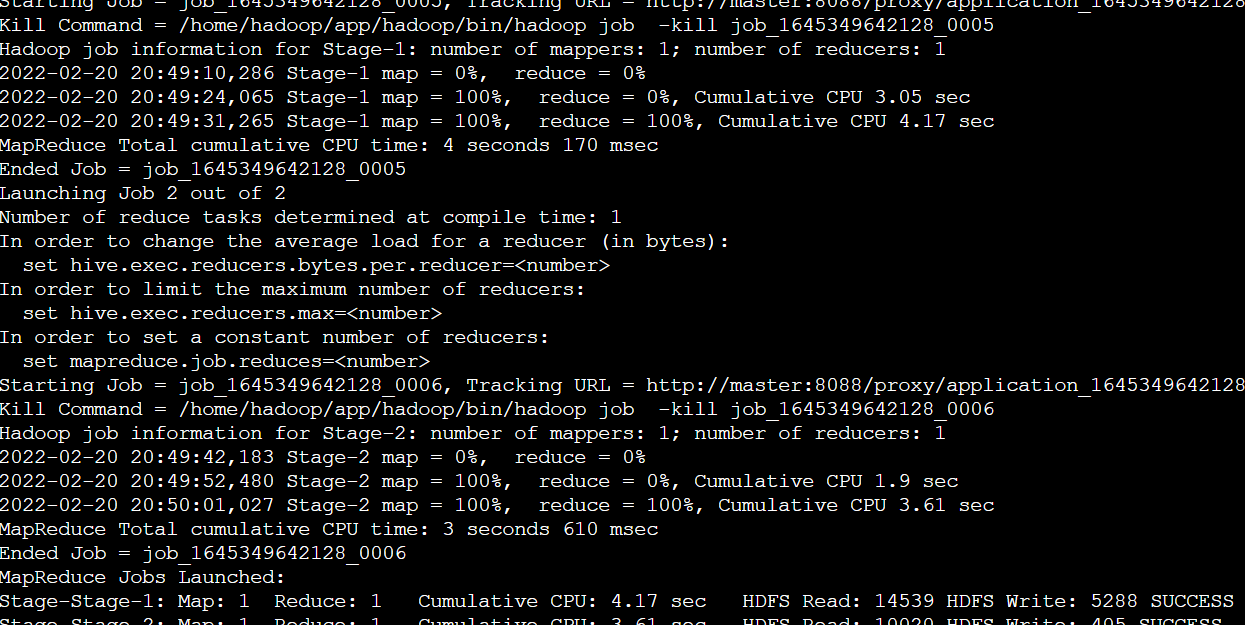 Starting Job = job_1645349642128_0005, Tracking URL = http://master:8088/proxy/application_1645349642128
Kill Command = /home/hadoop/app/hadoop/bin/hadoop job  -kill job_1645349642128_0005
Hadoop job information for Stage-1: number of mappers: 1; number of reducers: 1
2022-02-20 20:49:10,286 Stage-1 map = 0%,  reduce = 0%
2022-02-20 20:49:24,065 Stage-1 map = 100%,  reduce = 0%, Cumulative CPU 3.05 sec
2022-02-20 20:49:31,265 Stage-1 map = 100%,  reduce = 100%, Cumulative CPU 4.17 sec
MapReduce Total cumulative CPU time: 4 seconds 170 msec
Ended Job = job_1645349642128_0005
Launching Job 2 out of 2
Number of reduce tasks determined at compile time: 1
In order to change the average load for a reducer (in bytes):
  set hive.exec.reducers.bytes.per.reducer=<number>
In order to limit the maximum number of reducers:
  set hive.exec.reducers.max=<number>
In order to set a constant number of reducers:
  set mapreduce.job.reduces=<number>
Starting Job = job_1645349642128_0006, Tracking URL = http://master:8088/proxy/application_1645349642128
Kill Command = /home/hadoop/app/hadoop/bin/hadoop job  -kill job_1645349642128_0006
Hadoop job information for Stage-2: number of mappers: 1; number of reducers: 1
2022-02-20 20:49:42,183 Stage-2 map = 0%,  reduce = 0%
2022-02-20 20:49:52,480 Stage-2 map = 100%,  reduce = 0%, Cumulative CPU 1.9 sec
2022-02-20 20:50:01,027 Stage-2 map = 100%,  reduce = 100%, Cumulative CPU 3.61 sec
MapReduce Total cumulative CPU time: 3 seconds 610 msec
Ended Job = job_1645349642128_0006
MapReduce Jobs Launched:
Stage-Stage-1: Map: 1  Reduce: 1   Cumulative CPU: 4.17 sec   HDFS Read: 14539 HDFS Write: 5288 SUCCESS
Stage-Stage-2: Map: 1  Reduce: 1   Cumulative CPU: 3.61 sec   HDFS Read: 10020 HDFS Write: 405 SUCCESS